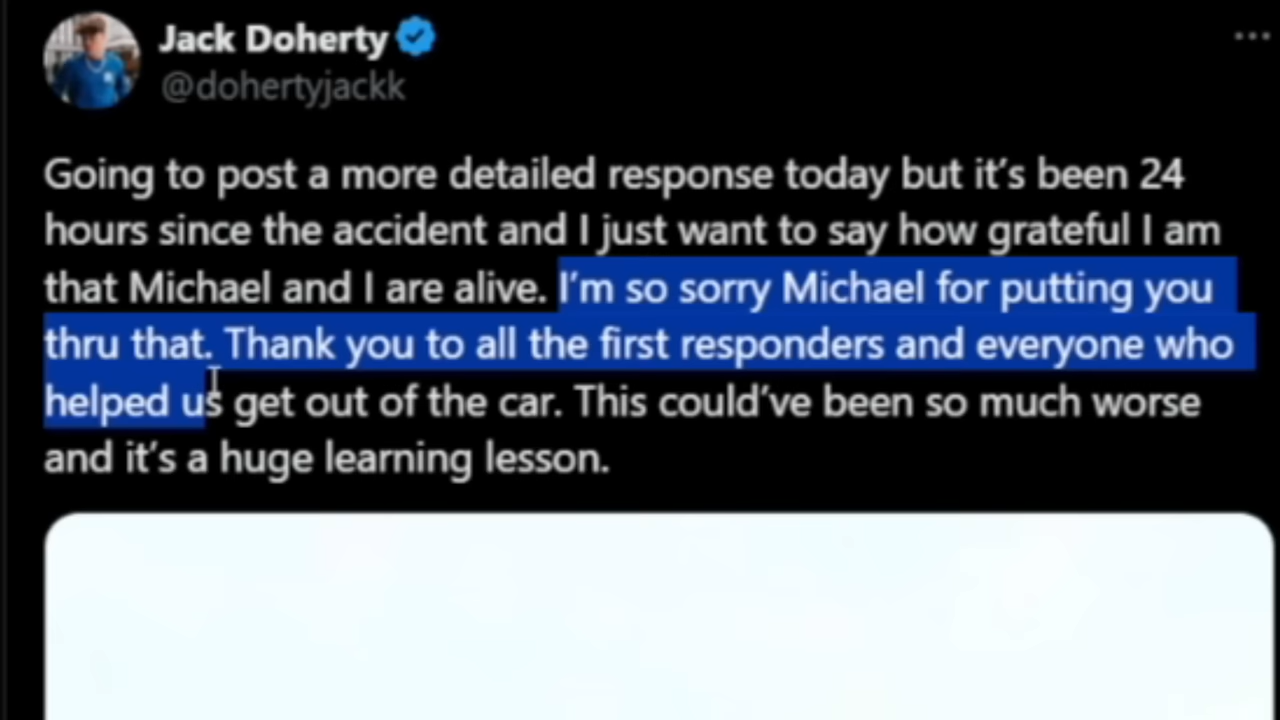 Jack Doherty
@dohertyjackk
Going to post a more detailed response today but it’s been 24
hours since the accident and I just want to say how grateful I am
that Michael and I are alive. I’m so sorry Michael for putting you
thru that. Thank you to all the first responders and everyone who
helped us get out of the car. This could’ve been so much worse
and it’s a huge learning lesson.